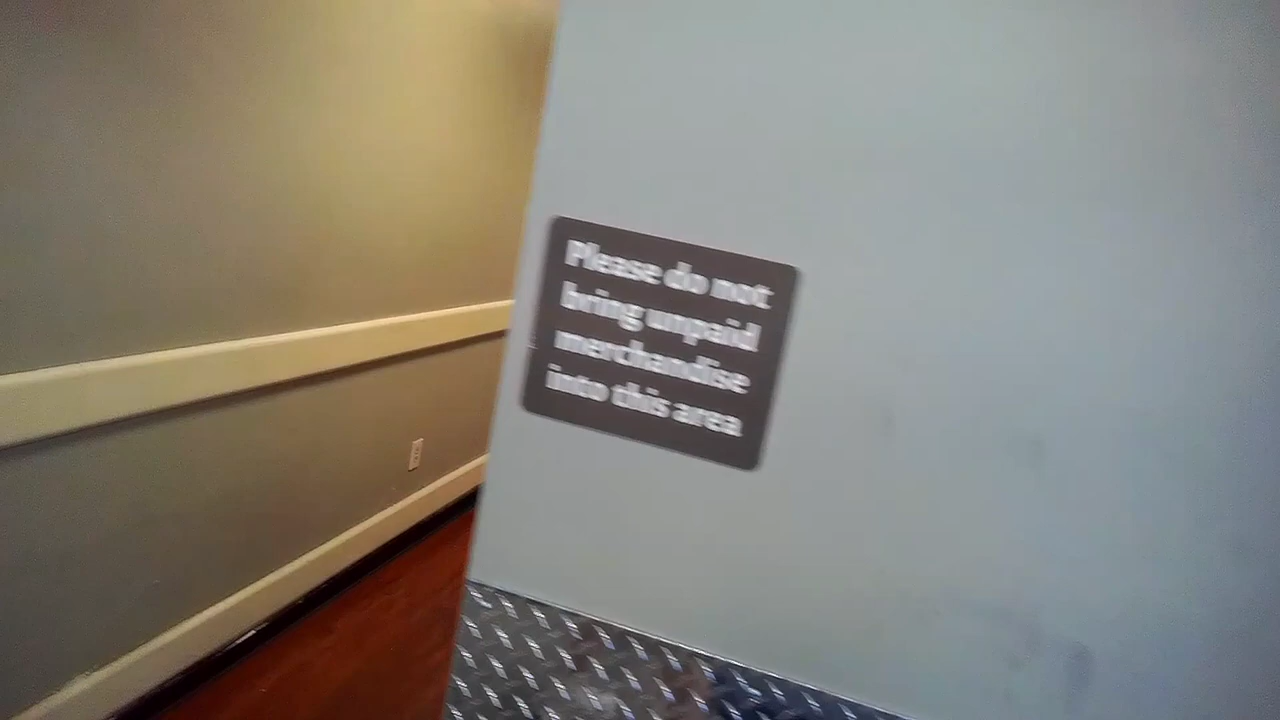 Please do not
bring unpaid
merchandise
into this area